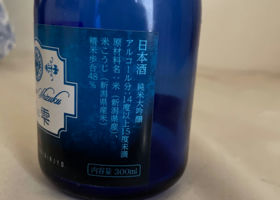 日本酒 純米大吟醸
アルコール分：14度以上15度未満
原材料名：米（新潟県産）、
米こうじ（新潟県産米）
精米歩合48%
雫
内容量 300ml